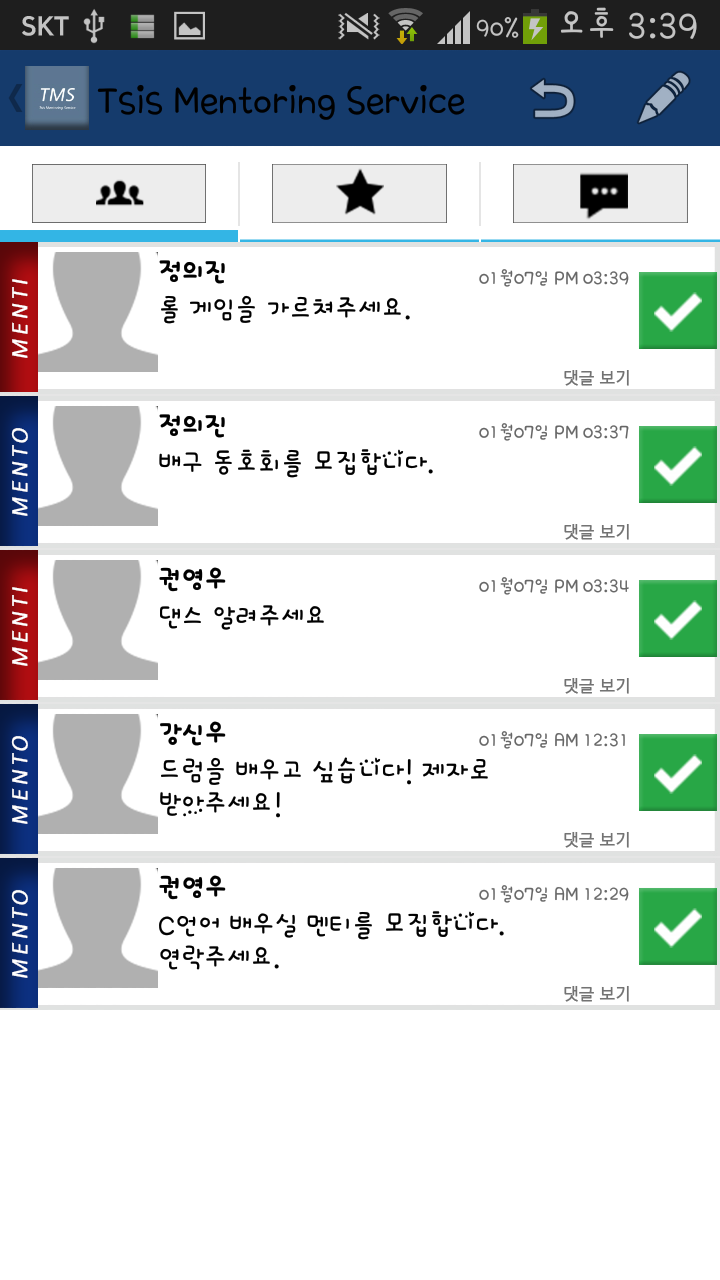 SKT 90% 오후 3:39
TMS Tsis Mentoring Service
MENTI
정의진 01월07일 PM 03:39
롤 게임을 가르쳐주세요.
댓글 보기
MENTO
정의진 01월07일 PM 03:37
배구 동호회를 모집합니다.
댓글 보기
MENTI
권영우 01월07일 PM 03:34
댄스 알려주세요
댓글 보기
MENTO
강신우 01월07일 AM 12:31
드럼을 배우고 싶습니다! 제자로
받아주세요!
댓글 보기
MENTO
권영우 01월07일 AM 12:29
C언어 배우실 멘티를 모집합니다.
연락주세요.
댓글 보기